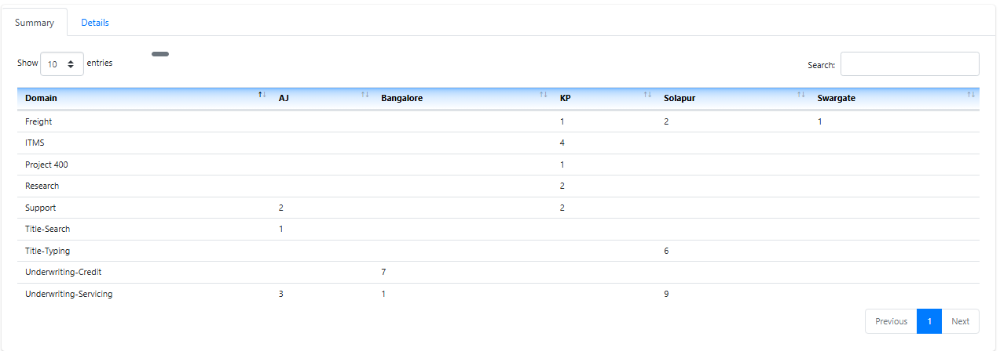 Summary Details
Show 10 entries Search:
Domain AJ Bangalore KP Solapur Swargate
Freight 1 2 1
ITMS 4
Project 400 1
Research 2
Support 2 2
Title-Search 1
Title-Typing 6
Underwriting-Credit 7
Underwriting-Servicing 3 1 9
Previous 1 Next